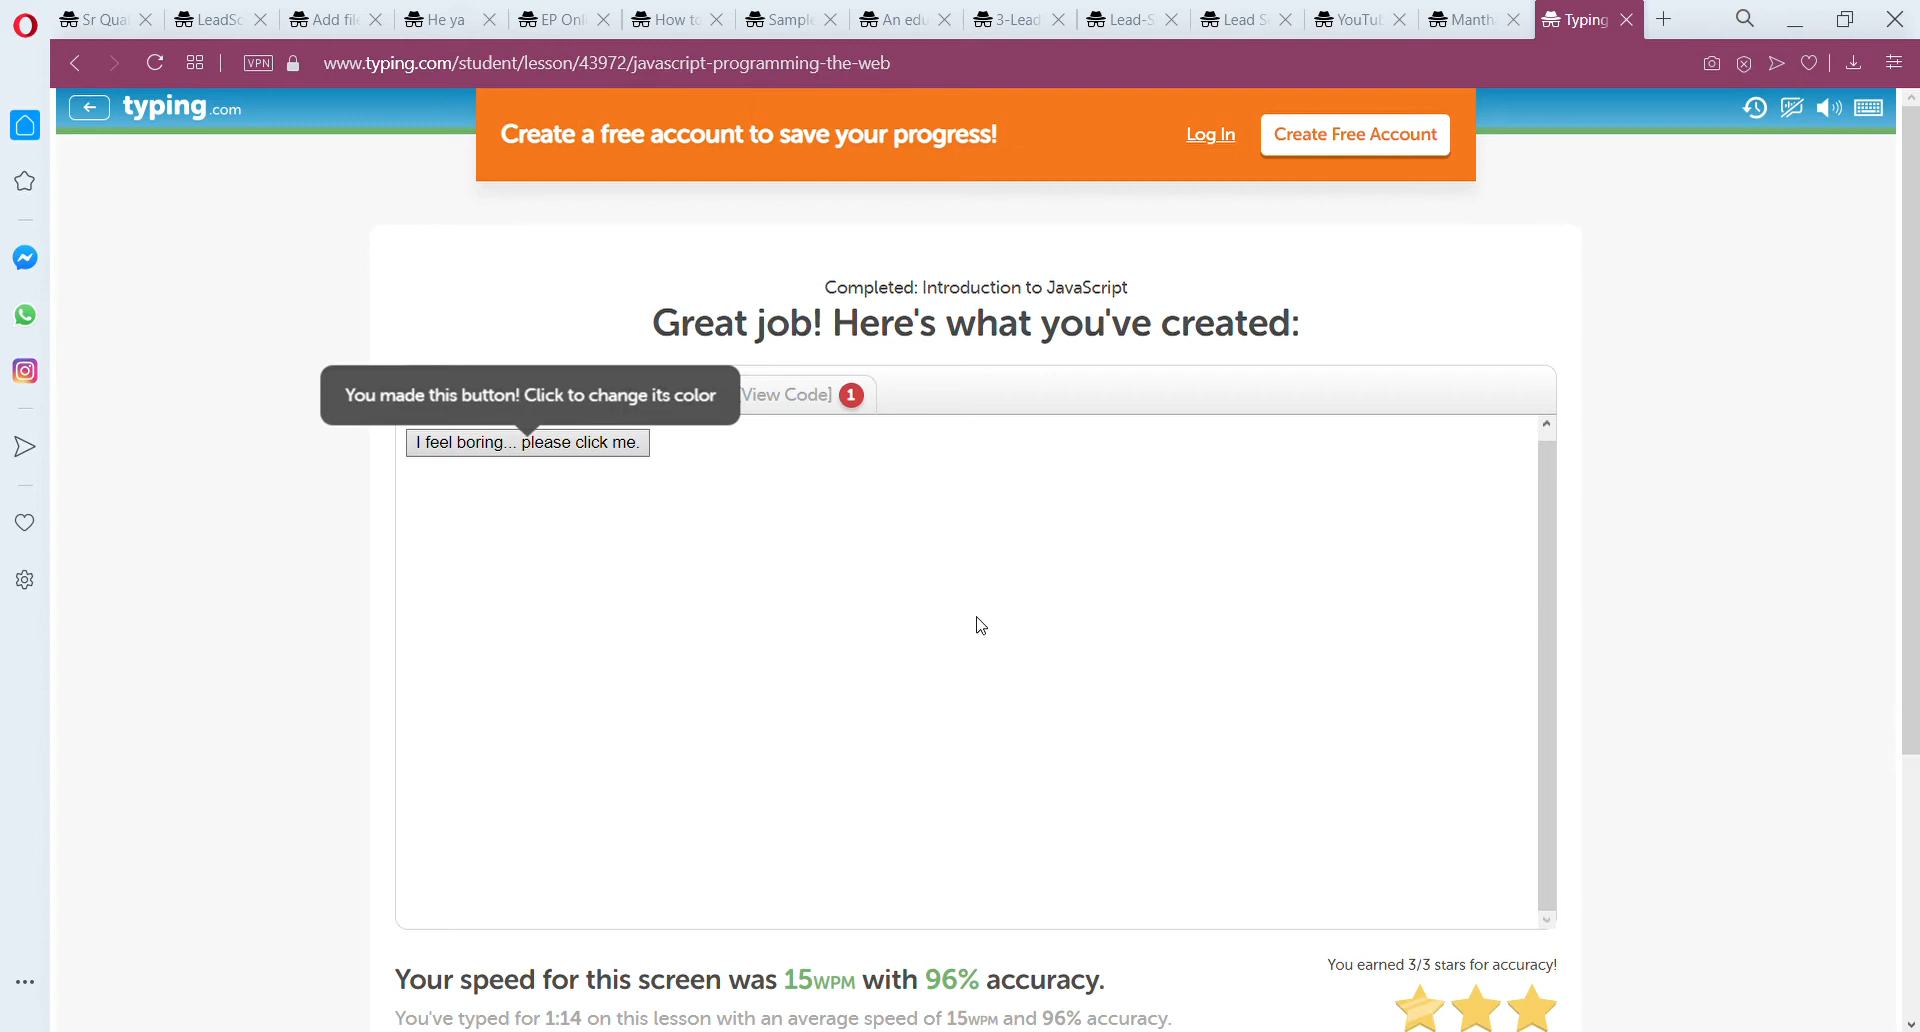 Sr Qua
LeadSc
Add file
He ya
EP Onl
How to
Sample
An edu
3-Lead
Lead-S
Lead S
YouTub
Manth
Typing
VPN
www.typing.com/student/lesson/43972/javascript-programming-the-web
typing.com
Create a free account to save your progress!
Log In
Create Free Account
Completed: Introduction to JavaScript
Great job! Here's what you've created:
You made this button! Click to change its color
View Code] 1
I feel boring... please click me.
Your speed for this screen was 15WPM with 96% accuracy.
You earned 3/3 stars for accuracy!
You've typed for 1:14 on this lesson with an average speed of 15WPM and 96% accuracy.